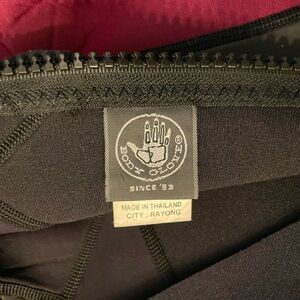 BODY GLOVE®
SINCE '53
MADE IN THAILAND
CITY : RAYONG